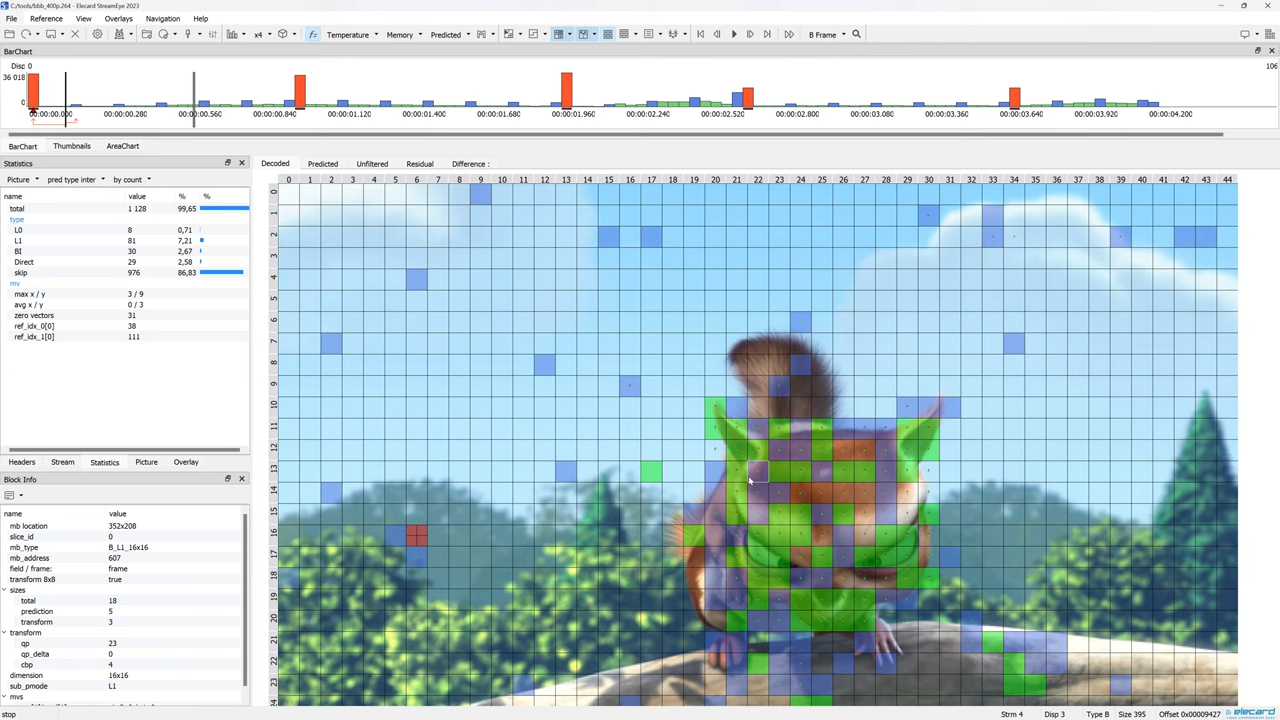 C:/tools/bbb_400p.264 - Elecard StreamEye 2023
File Reference View Overlays Navigation Help
x4 fx Temperature Memory Predicted B Frame
BarChart
Disp 0 106
36 018
0
00:00:00.000 00:00:00.280 00:00:00.560 00:00:00.840 00:00:01.120 00:00:01.400 00:00:01.680 00:00:01.960 00:00:02.240 00:00:02.520 00:00:02.800 00:00:03.080 00:00:03.360 00:00:03.640 00:00:03.920 00:00:04.200
BarChart Thumbnails AreaChart
Statistics
Decoded Predicted Unfiltered Residual Difference :
Picture pred type inter by count
0 1 2 3 4 5 6 7 8 9 10 11 12 13 14 15 16 17 18 19 20 21 22 23 24 25 26 27 28 29 30 31 32 33 34 35 36 37 38 39 40 41 42 43 44
0 1 2 3 4 5 6 7 8 9 10 11 12 13 14 15 16 17 18 19 20 21 22 23 24
name value % %
total 1 128 99,65
type
L0 8 0,71
L1 81 7,21
BI 30 2,67
Direct 29 2,58
skip 976 86,83
mv
max x / y 3 / 9
avg x / y 0 / 3
zero vectors 31
ref_idx_0[0] 38
ref_idx_1[0] 111
Headers Stream Statistics Picture Overlay
Block Info
name value
mb location 352x208
slice_id 0
mb_type B_L1_16x16
mb_address 607
field / frame: frame
transform 8x8 true
sizes
total 18
prediction 5
transform 3
transform
qp 23
qp_delta 0
cbp 4
dimension 16x16
sub_pmode L1
mvs
stop Strm 4 Disp 3 Type B Size 395 Offset 0x00009427 elecard